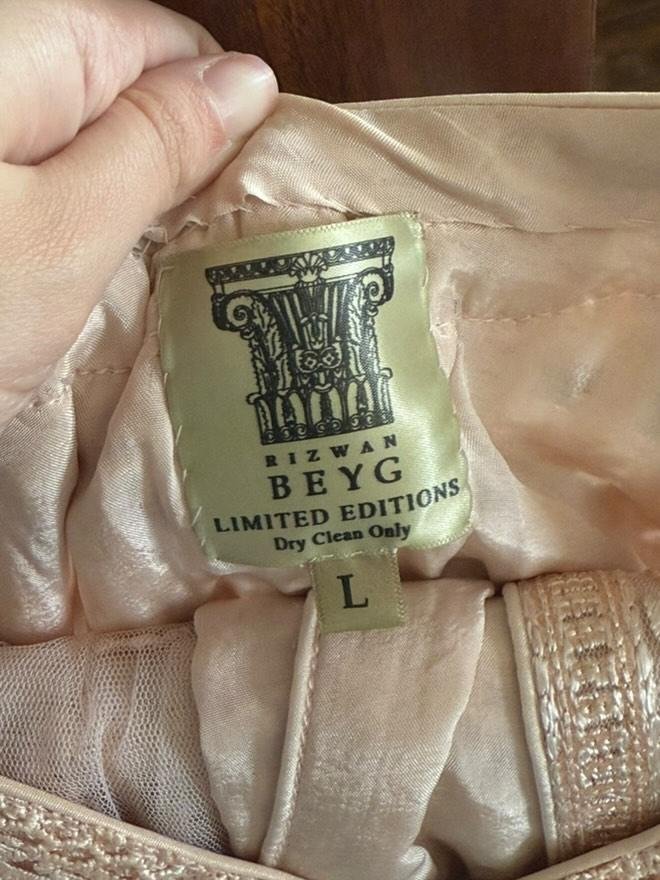 RIZWAN
BEYG
LIMITED EDITIONS
Dry Clean Only
L